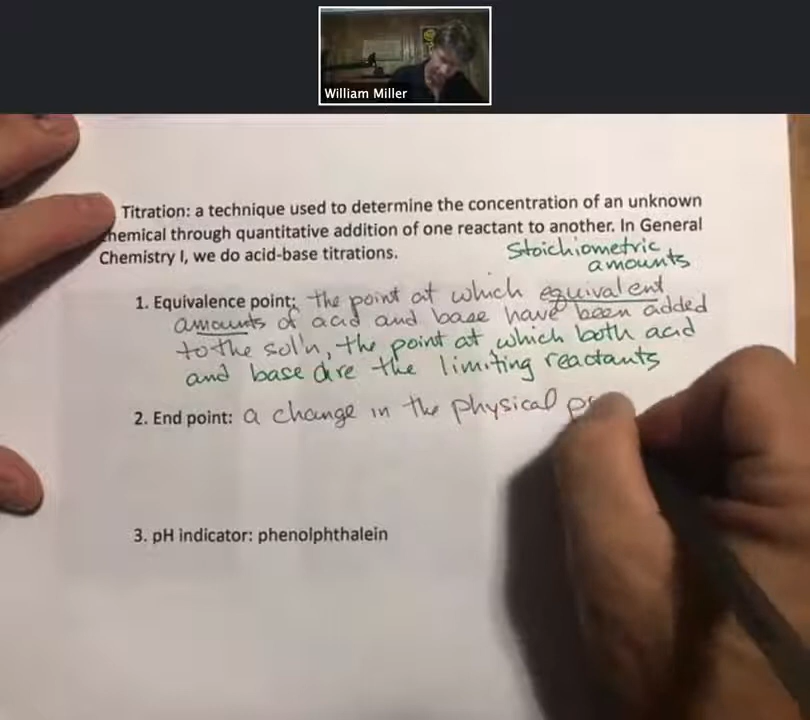 William Miller
Titration: a technique used to determine the concentration of an unknown
chemical through quantitative addition of one reactant to another. In General
Chemistry I, we do acid-base titrations.
Stoichiometric
amounts
1. Equivalence point: the point at which equivalent
amounts of acid and base have been added
to the sol'n, the point at which both acid
and base are the limiting reactants
2. End point: a change in the physical
3. pH indicator: phenolphthalein